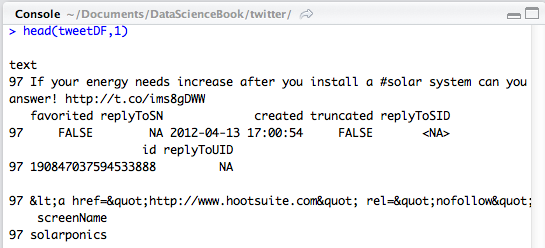 Console ~/Documents/DataScienceBook/twitter/
> head(tweetDF,1)
text
97 If your energy needs increase after you install a #solar system can you
answer! http://t.co/ims8gDWW
favorited replyToSN created truncated replyToSID
97 FALSE NA 2012-04-13 17:00:54 FALSE <NA>
id replyToUID
97 190847037594533888 NA
97 &lt;a href=&quot;http://www.hootsuite.com&quot; rel=&quot;nofollow&quot;
screenName
97 solarponics